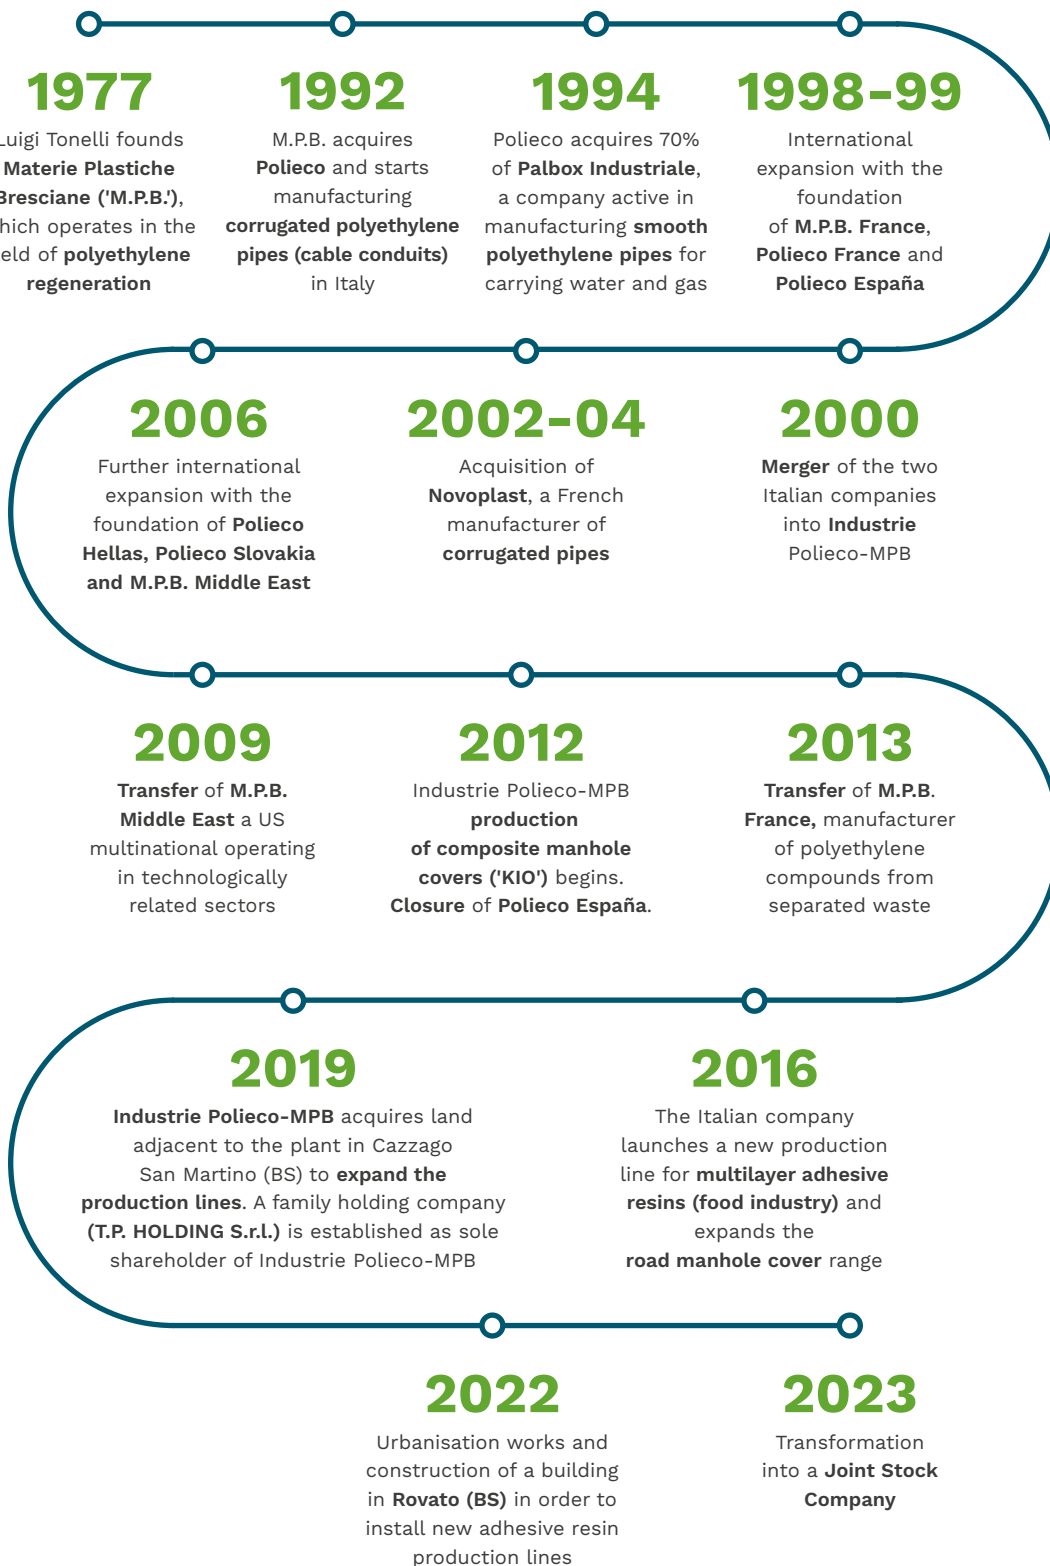 1977
Luigi Tonelli founds
Materie Plastiche
Bresciane ('M.P.B.'),
which operates in the
field of polyethylene
regeneration
1992
M.P.B. acquires
Polieco and starts
manufacturing
corrugated polyethylene
pipes (cable conduits)
in Italy
1994
Polieco acquires 70%
of Palbox Industriale,
a company active in
manufacturing smooth
polyethylene pipes for
carrying water and gas
1998-99
International
expansion with the
foundation
of M.P.B. France,
Polieco France and
Polieco España
2006
Further international
expansion with the
foundation of Polieco
Hellas, Polieco Slovakia
and M.P.B. Middle East
2002-04
Acquisition of
Novoplast, a French
manufacturer of
corrugated pipes
2000
Merger of the two
Italian companies
into Industrie
Polieco-MPB
2009
Transfer of M.P.B.
Middle East a US
multinational operating
in technologically
related sectors
2012
Industrie Polieco-MPB
production
of composite manhole
covers ('KIO') begins.
Closure of Polieco España.
2013
Transfer of M.P.B.
France, manufacturer
of polyethylene
compounds from
separated waste
2019
Industrie Polieco-MPB acquires land
adjacent to the plant in Cazzago
San Martino (BS) to expand the
production lines. A family holding company
(T.P. HOLDING S.r.l.) is established as sole
shareholder of Industrie Polieco-MPB
2016
The Italian company
launches a new production
line for multilayer adhesive
resins (food industry) and
expands the
road manhole cover range
2022
Urbanisation works and
construction of a building
in Rovato (BS) in order to
install new adhesive resin
production lines
2023
Transformation
into a Joint Stock
Company